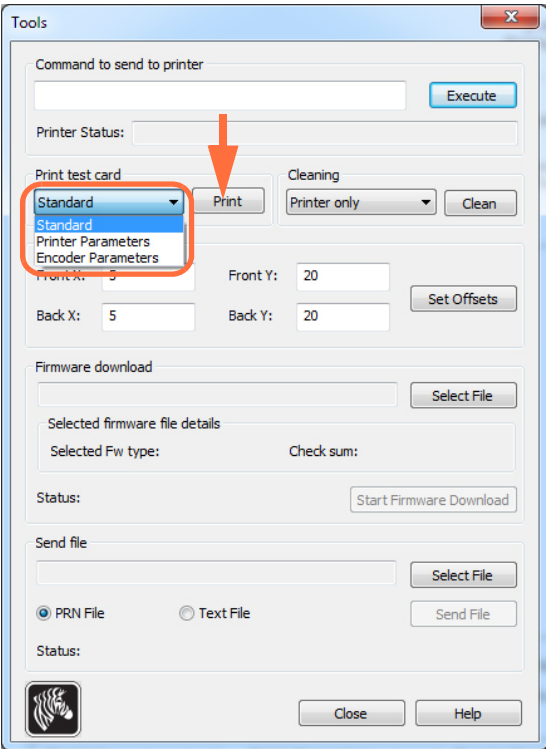 Tools
Command to send to printer
Execute
Printer Status:
Print test card
Cleaning
Standard
Print
Printer only
Clean
Standard
Printer Parameters
Encoder Parameters
Front X: 5
Front Y: 20
Set Offsets
Back X: 5
Back Y: 20
Firmware download
Select File
Selected firmware file details
Selected Fw type:
Check sum:
Status:
Start Firmware Download
Send file
Select File
PRN File
Text File
Send File
Status:
Close
Help